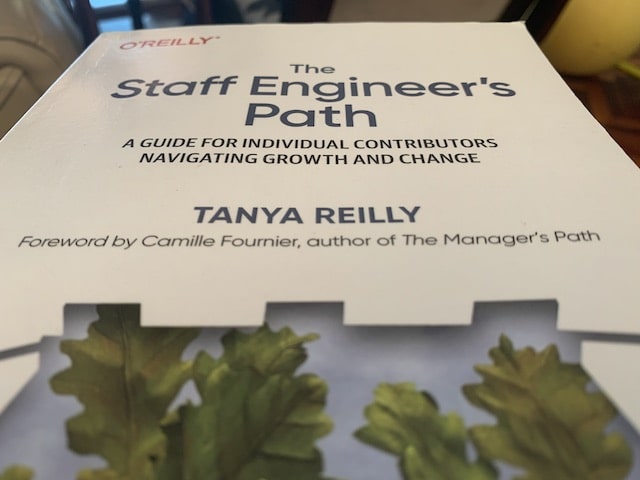 O'REILLY®
The
Staff Engineer's
Path
A GUIDE FOR INDIVIDUAL CONTRIBUTORS
NAVIGATING GROWTH AND CHANGE
TANYA REILLY
Foreword by Camille Fournier, author of The Manager's Path